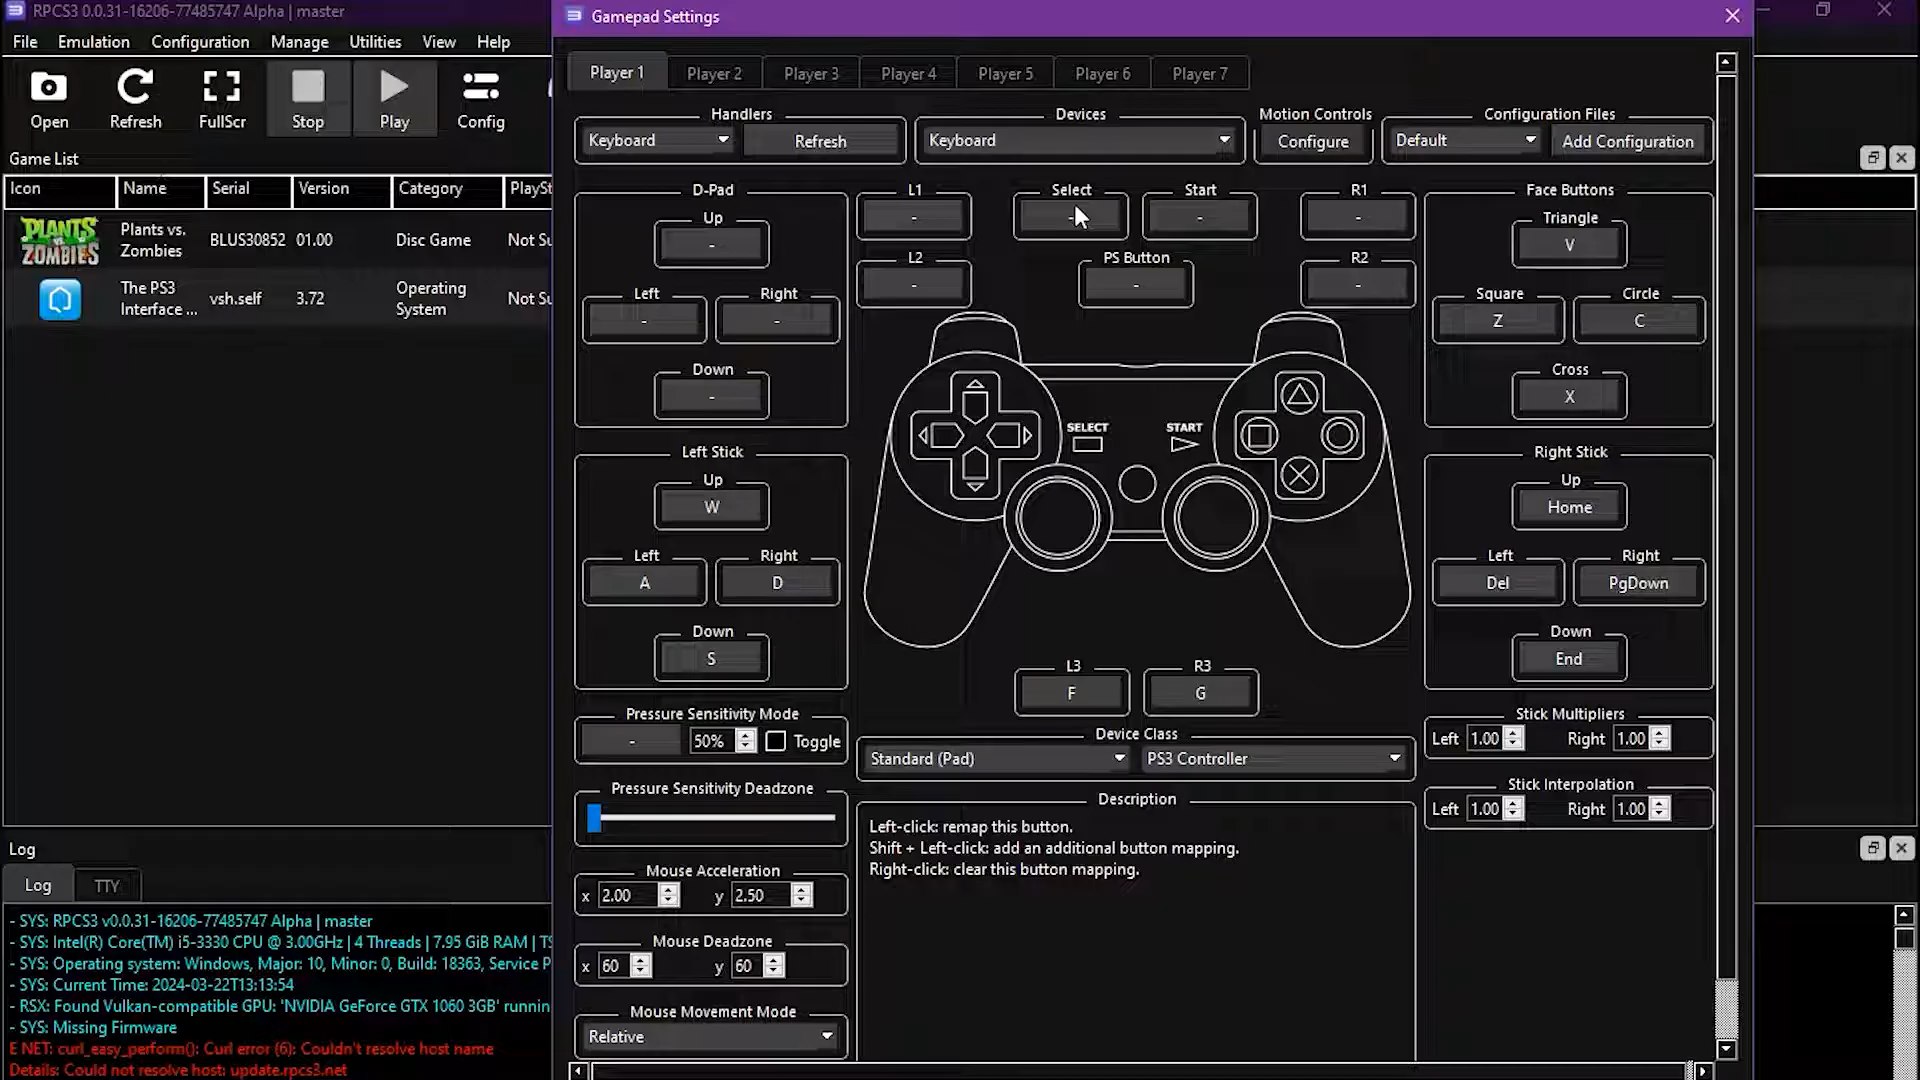 RPCS3 0.0.31-16206-77485747 Alpha | master
File Emulation Configuration Manage Utilities View Help
Open Refresh FullScr Stop Play Config
Game List
Icon Name Serial Version Category PlaySt
PLANTS VS. ZOMBIES
Plants vs. Zombies BLUS30852 01.00 Disc Game Not Su
The PS3 Interface ... vsh.self 3.72 Operating System Not Su
Log
Log TTY
- SYS: RPCS3 v0.0.31-16206-77485747 Alpha | master
- SYS: Intel(R) Core(TM) i5-3330 CPU @ 3.00GHz | 4 Threads | 7.95 GiB RAM | TS
- SYS: Operating system: Windows, Major: 10, Minor: 0, Build: 18363, Service P
- SYS: Current Time: 2024-03-22T13:13:54
- RSX: Found Vulkan-compatible GPU: 'NVIDIA GeForce GTX 1060 3GB' runnin
- SYS: Missing Firmware
E NET: curl_easy_perform(): Curl error (6): Couldn't resolve host name
Details: Could not resolve host: update.rpcs3.net
Gamepad Settings
Player 1 Player 2 Player 3 Player 4 Player 5 Player 6 Player 7
Handlers Devices Motion Controls Configuration Files
Keyboard Refresh Keyboard Configure Default Add Configuration
D-Pad
Up
-
Left Right
- -
Down
-
L1 Select Start R1
- - - -
L2 PS Button R2
- - -
Face Buttons
Triangle
V
Square Circle
Z C
Cross
X
SELECT START
Left Stick
Up
W
Left Right
A D
Down
S
Right Stick
Up
Home
Left Right
Del PgDown
Down
End
L3 R3
F G
Pressure Sensitivity Mode
- 50% Toggle
Device Class
Standard (Pad) PS3 Controller
Stick Multipliers
Left 1.00 Right 1.00
Pressure Sensitivity Deadzone
Stick Interpolation
Left 1.00 Right 1.00
Description
Left-click: remap this button.
Shift + Left-click: add an additional button mapping.
Right-click: clear this button mapping.
Mouse Acceleration
x 2.00 y 2.50
Mouse Deadzone
x 60 y 60
Mouse Movement Mode
Relative